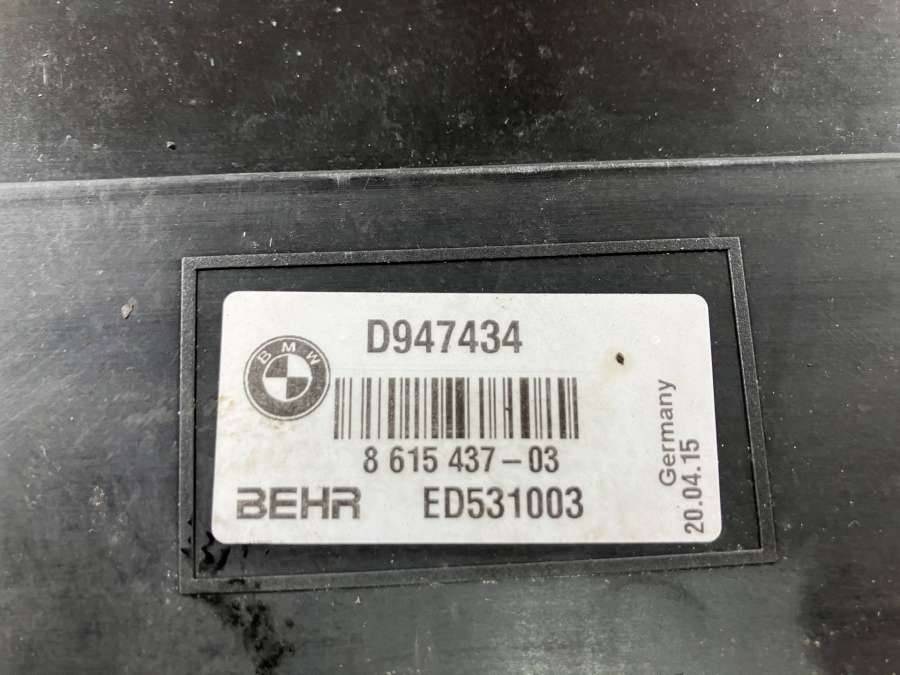 D947434
BMW
8 615 437-03
BEHR ED531003
Germany
20.04.15